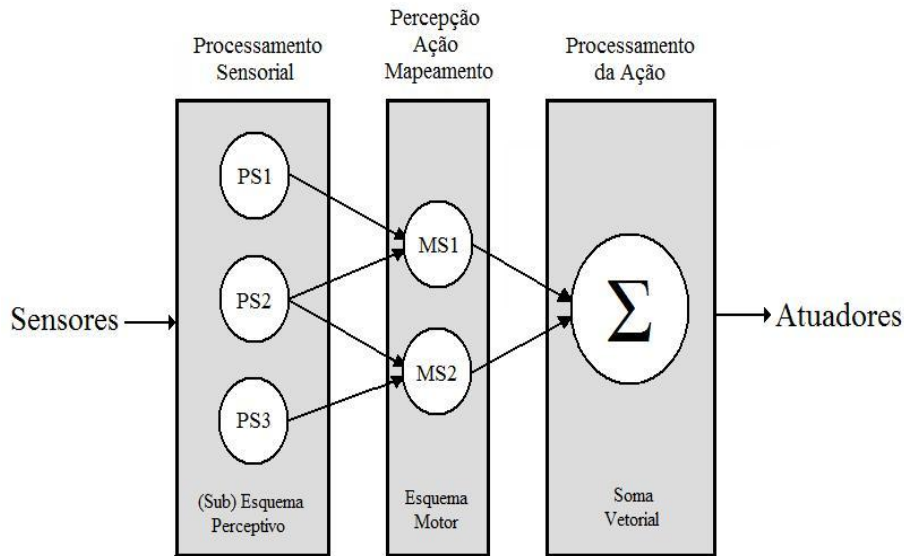 Processamento
Sensorial
Percepção
Ação
Mapeamento
Processamento
da Ação
Sensores
PS1
PS2
PS3
(Sub) Esquema
Perceptivo
MS1
MS2
Esquema
Motor
Σ
Soma
Vetorial
Atuadores